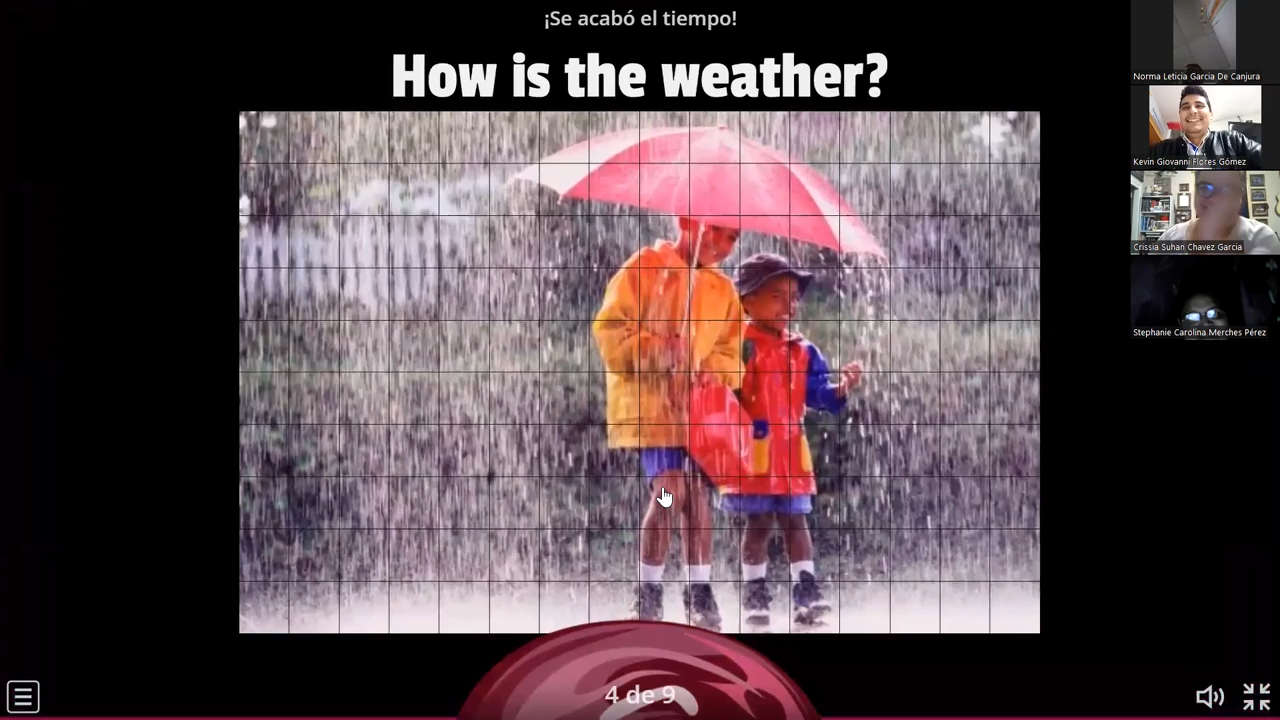 ¡Se acabó el tiempo!
How is the weather?
Norma Leticia Garcia De Canjura
Kevin Giovanni Flores Gómez
Crissia Suhan Chavez Garcia
Stephanie Carolina Merches Pérez
4 de 9